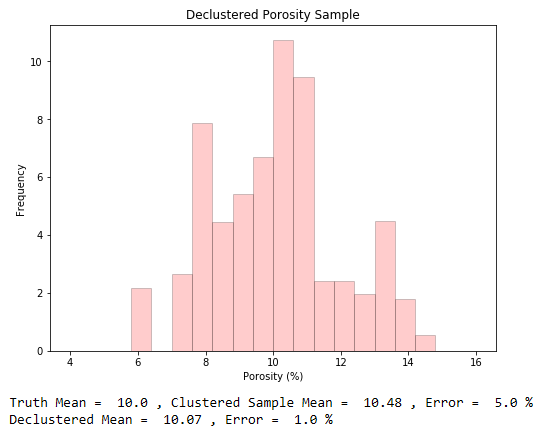 Declustered Porosity Sample
Frequency
10
8
6
4
2
0
4 6 8 10 12 14 16
Porosity (%)
Truth Mean =  10.0 , Clustered Sample Mean =  10.48 , Error =  5.0 %
Declustered Mean =  10.07 , Error =  1.0 %